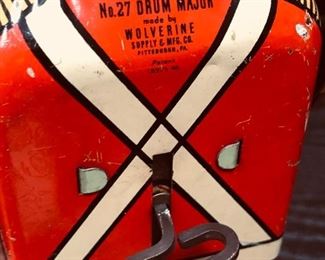 No. 27 DRUM MAJOR
made by
WOLVERINE
SUPPLY & MFG. CO.
PITTSBURGH, PA.